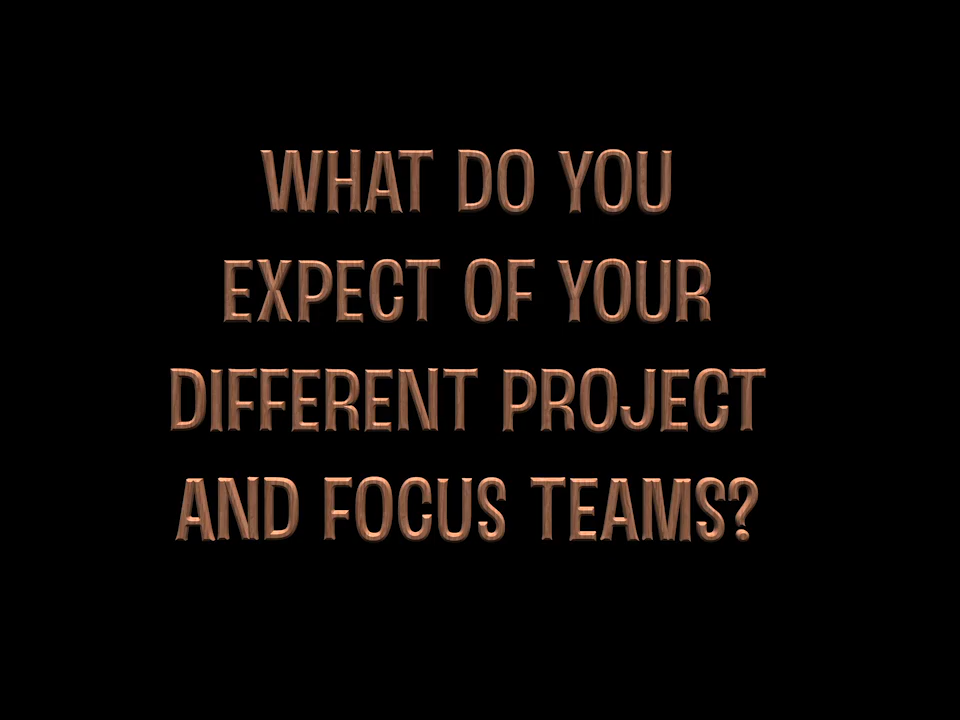 WHAT DO YOU
EXPECT OF YOUR
DIFFERENT PROJECT
AND FOCUS TEAMS?